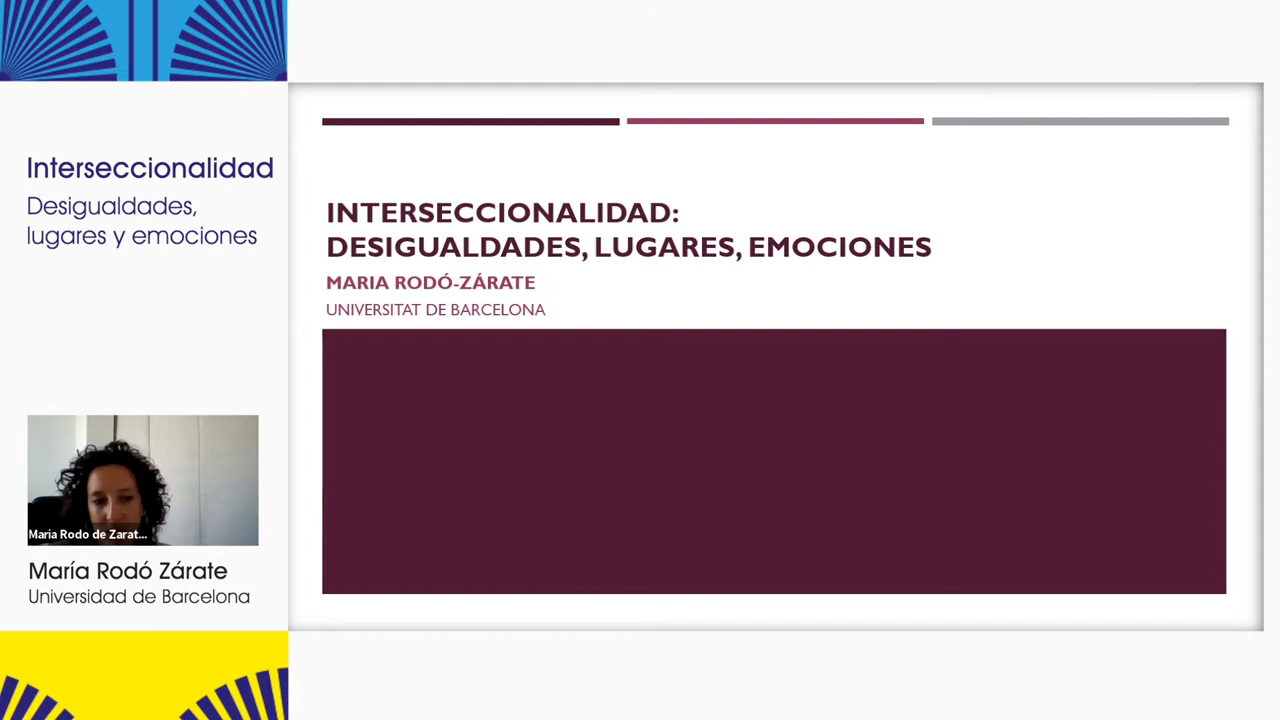 Interseccionalidad
Desigualdades,
lugares y emociones
Maria Rodo de Zarat...
María Rodó Zárate
Universidad de Barcelona
INTERSECCIONALIDAD:
DESIGUALDADES, LUGARES, EMOCIONES
MARIA RODÓ-ZÁRATE
UNIVERSITAT DE BARCELONA